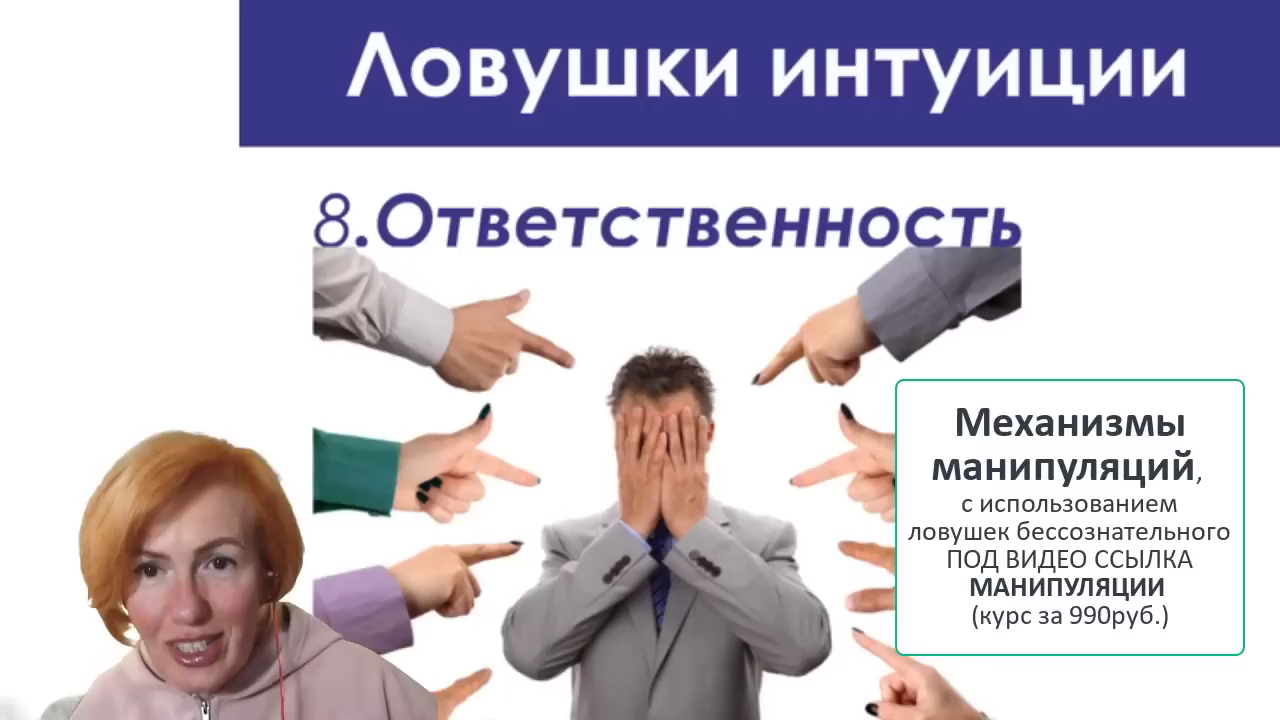 Ловушки интуиции
8.Ответственность
Механизмы
манипуляций,
с использованием
ловушек бессознательного
ПОД ВИДЕО ССЫЛКА
МАНИПУЛЯЦИИ
(курс за 990руб.)